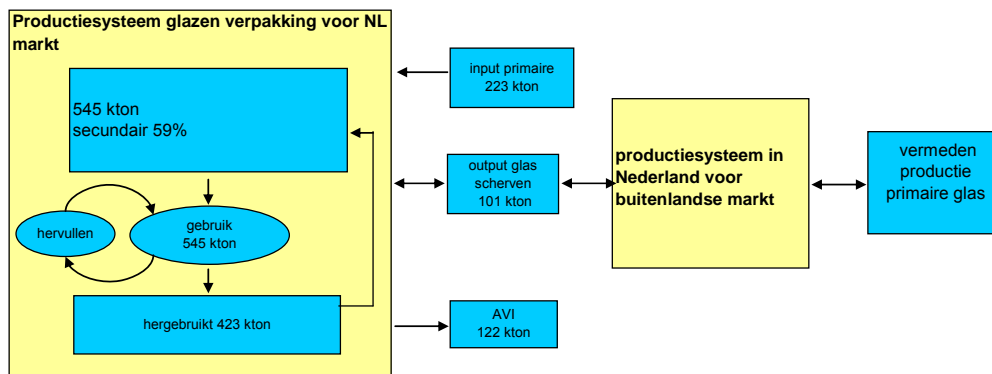 Productiesysteem glazen verpakking voor NL
markt
545 kton
secundair 59%
hervullen
gebruik
545 kton
hergebruikt 423 kton
input primaire
223 kton
output glas
scherven
101 kton
AVI
122 kton
productiesysteem in
Nederland voor
buitenlandse markt
vermeden
productie
primaire glas